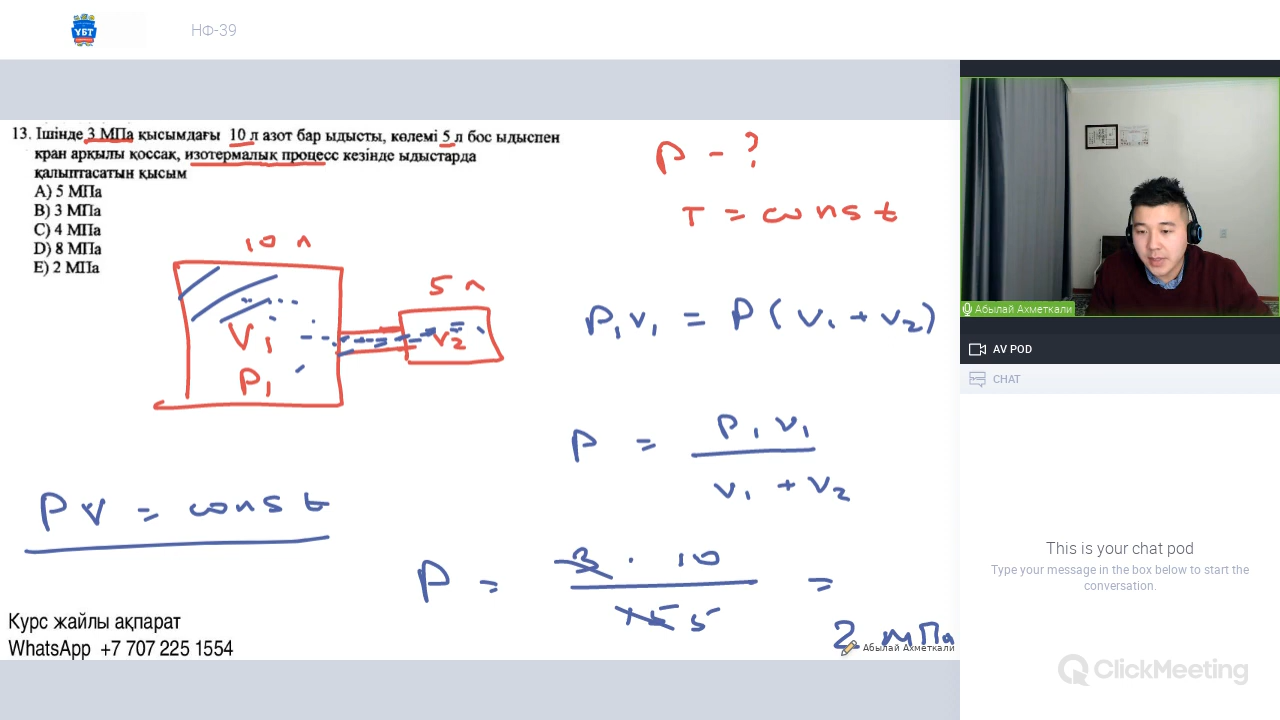 ҰБТ
НФ-39
13. Ішінде 3 МПа қысымдағы 10 л азот бар ыдысты, көлемі 5 л бос ыдыспен
кран арқылы қоссақ, изотермалық процесс кезінде ыдыстарда
қалыптасатын қысым
A) 5 МПа
B) 3 МПа
C) 4 МПа
D) 8 МПа
E) 2 МПа
P - ?
T = const
10 л
5 л
V₁
P₁
V₂
P₁V₁ = P(V₁ + V₂)
P = P₁V₁
V₁ + V₂
PV = const
P = 3 · 10 =
15 5
2 МПа
Курс жайлы ақпарат
WhatsApp +7 707 225 1554
Абылай Ахметкали
Абылай Ахметкали
AV POD
CHAT
This is your chat pod
Type your message in the box below to start the
conversation.
ClickMeeting